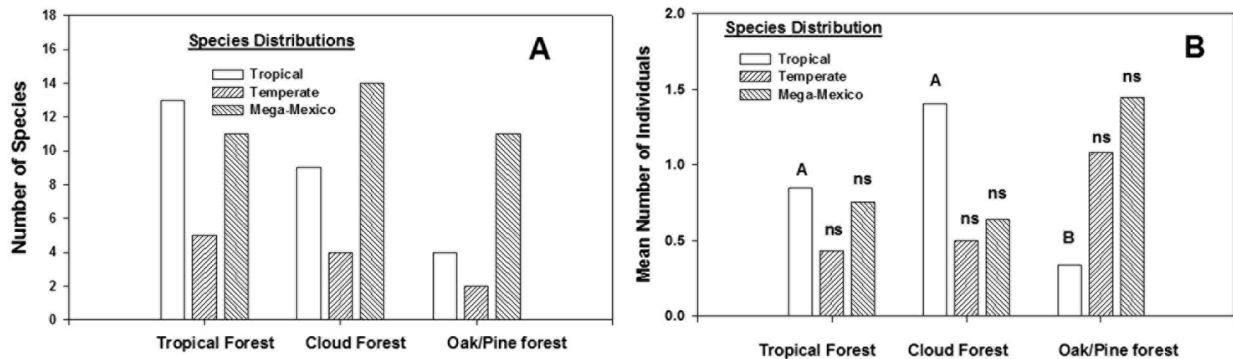 A
Species Distributions
Tropical
Temperate
Mega-Mexico
Number of Species
18
16
14
12
10
8
6
4
2
0
Tropical Forest Cloud Forest Oak/Pine forest
B
Species Distribution
Tropical
Temperate
Mega-Mexico
Mean Number of Individuals
2.0
1.5
1.0
0.5
0.0
A ns ns
A ns ns
B ns ns
Tropical Forest Cloud Forest Oak/Pine forest